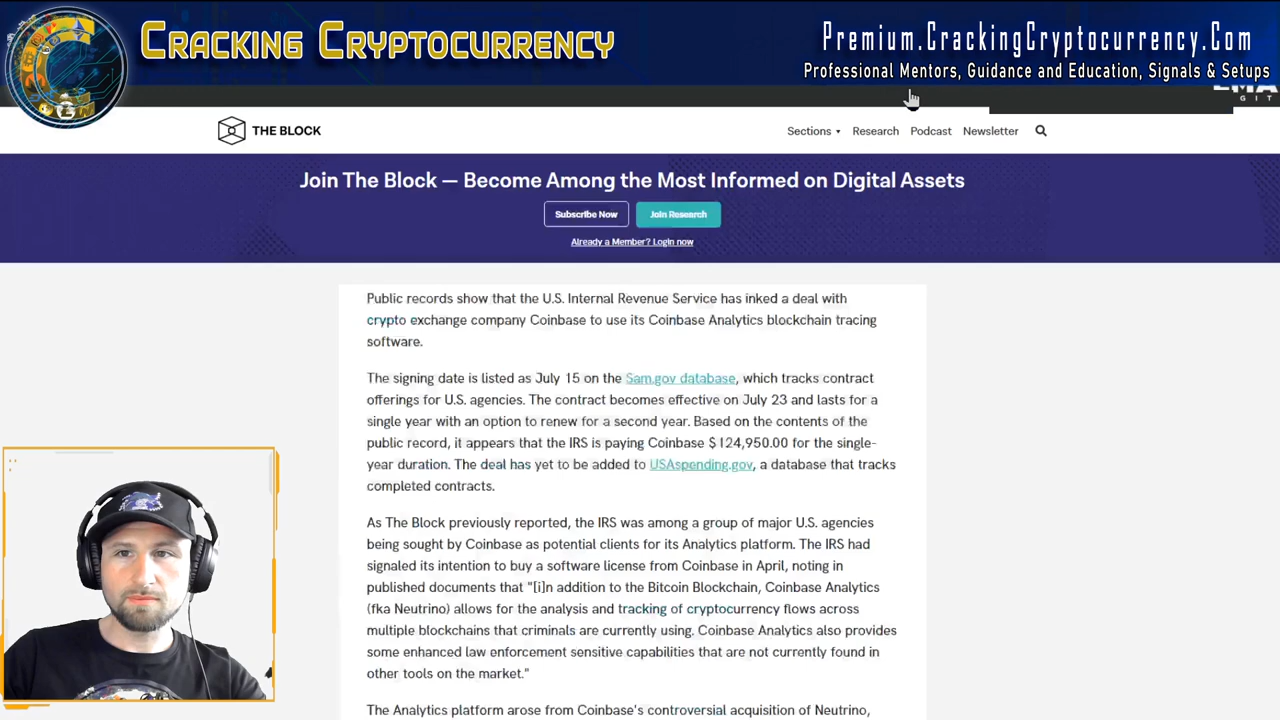 CRACKING CRYPTOCURRENCY
Premium.CrackingCryptocurrency.Com
Professional Mentors, Guidance and Education, Signals & Setups
THE BLOCK
Sections Research Podcast Newsletter
Join The Block — Become Among the Most Informed on Digital Assets
Subscribe Now Join Research
Already a Member? Login now
Public records show that the U.S. Internal Revenue Service has inked a deal with
crypto exchange company Coinbase to use its Coinbase Analytics blockchain tracing
software.
The signing date is listed as July 15 on the Sam.gov database, which tracks contract
offerings for U.S. agencies. The contract becomes effective on July 23 and lasts for a
single year with an option to renew for a second year. Based on the contents of the
public record, it appears that the IRS is paying Coinbase $124,950.00 for the single-
year duration. The deal has yet to be added to USAspending.gov, a database that tracks
completed contracts.
As The Block previously reported, the IRS was among a group of major U.S. agencies
being sought by Coinbase as potential clients for its Analytics platform. The IRS had
signaled its intention to buy a software license from Coinbase in April, noting in
published documents that "[i]n addition to the Bitcoin Blockchain, Coinbase Analytics
(fka Neutrino) allows for the analysis and tracking of cryptocurrency flows across
multiple blockchains that criminals are currently using. Coinbase Analytics also provides
some enhanced law enforcement sensitive capabilities that are not currently found in
other tools on the market."
The Analytics platform arose from Coinbase's controversial acquisition of Neutrino,